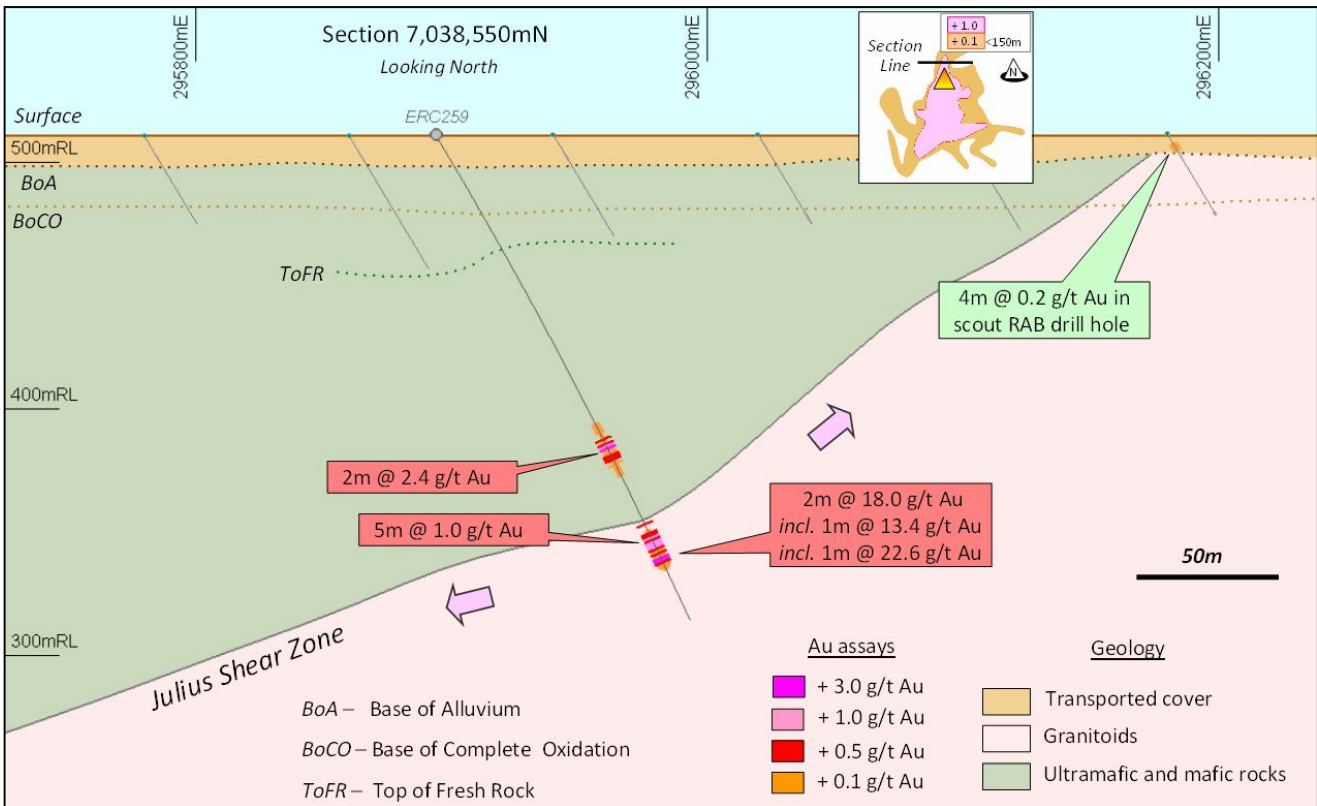 295800mE
Section 7,038,550mN
Looking North
296000mE
+ 1.0
+ 0.1 <150m
Section
Line
N
296200mE
Surface
ERC259
500mRL
BoA
BoCO
ToFR
4m @ 0.2 g/t Au in
scout RAB drill hole
400mRL
2m @ 2.4 g/t Au
5m @ 1.0 g/t Au
2m @ 18.0 g/t Au
incl. 1m @ 13.4 g/t Au
incl. 1m @ 22.6 g/t Au
50m
300mRL
Julius Shear Zone
BoA – Base of Alluvium
BoCO – Base of Complete Oxidation
ToFR – Top of Fresh Rock
Au assays
+ 3.0 g/t Au
+ 1.0 g/t Au
+ 0.5 g/t Au
+ 0.1 g/t Au
Geology
Transported cover
Granitoids
Ultramafic and mafic rocks